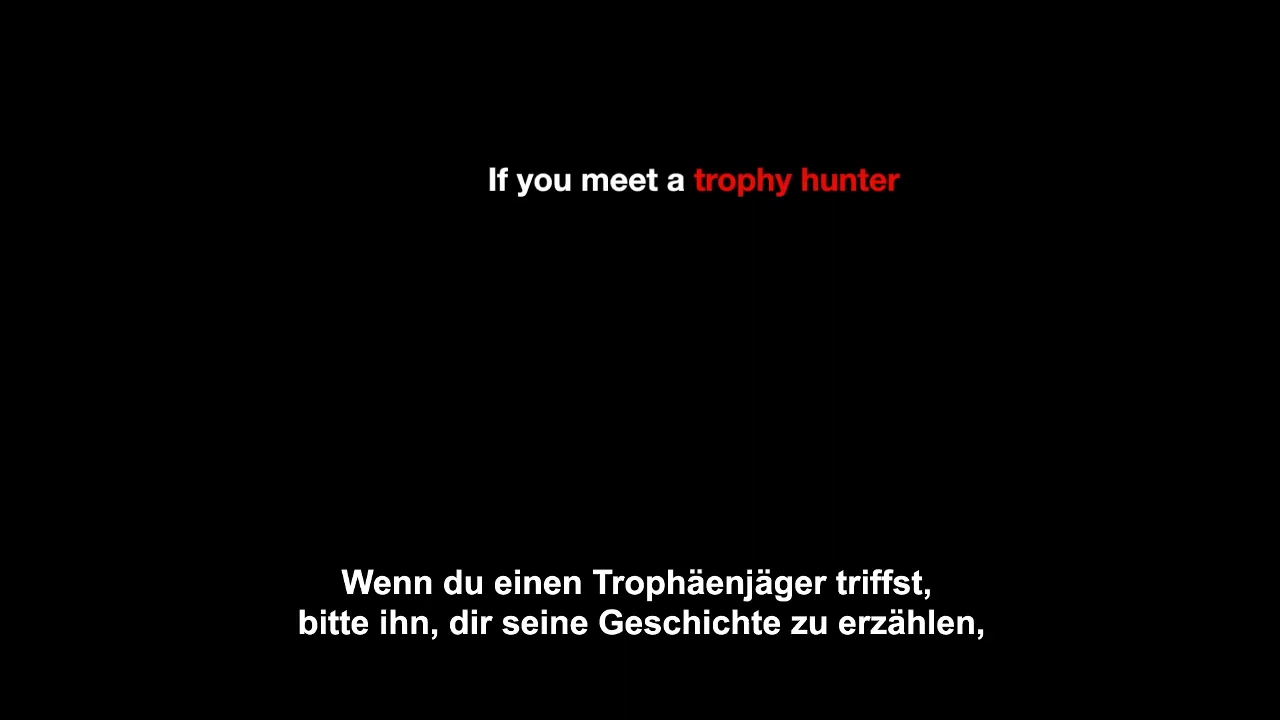 If you meet a trophy hunter
Wenn du einen Trophäenjäger triffst,
bitte ihn, dir seine Geschichte zu erzählen,